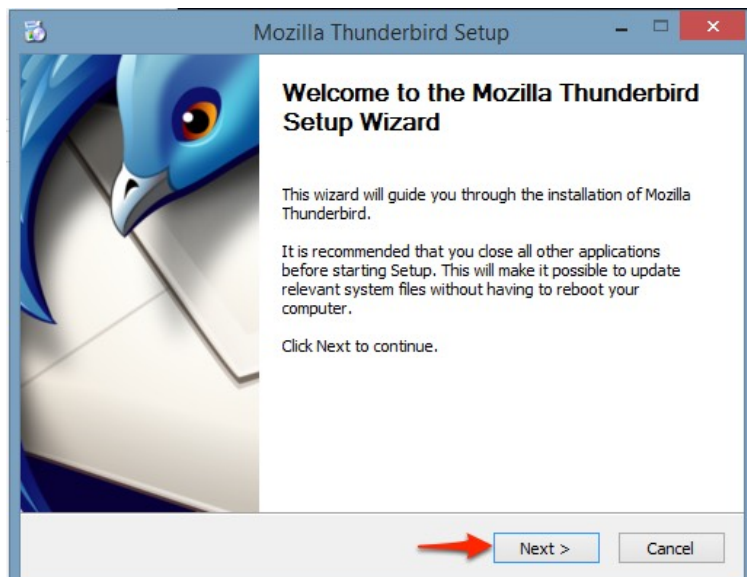 Mozilla Thunderbird Setup
Welcome to the Mozilla Thunderbird
Setup Wizard
This wizard will guide you through the installation of Mozilla
Thunderbird.
It is recommended that you close all other applications
before starting Setup. This will make it possible to update
relevant system files without having to reboot your
computer.
Click Next to continue.
Next >
Cancel